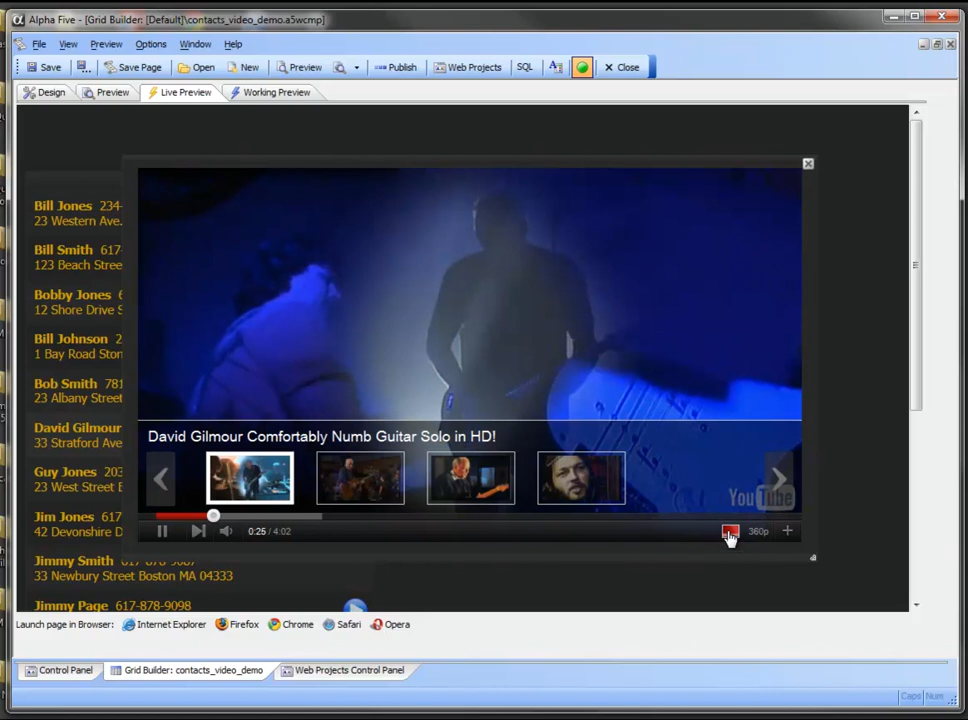 Alpha Five - [Grid Builder: [Default]\contacts_video_demo.a5wcmp]
File View Preview Options Window Help
Save Save Page Open New Preview Publish Web Projects SQL Close
Design Preview Live Preview Working Preview
Bill Jones 234-
23 Western Ave.
Bill Smith 617-
123 Beach Stree
Bobby Jones 6
12 Shore Drive S
Bill Johnson 2
1 Bay Road Ston
Bob Smith 781
23 Albany Street
David Gilmour
33 Stratford Ave
Guy Jones 203
23 West Street B
Jim Jones 617
42 Devonshire D
Jimmy Smith 617-878-9087
33 Newbury Street Boston MA 04333
Jimmy Page 617-878-9098
David Gilmour Comfortably Numb Guitar Solo in HD!
YouTube
0:25 / 4:02 360p
Launch page in Browser: Internet Explorer Firefox Chrome Safari Opera
Control Panel Grid Builder: contacts_video_demo Web Projects Control Panel
Caps Num